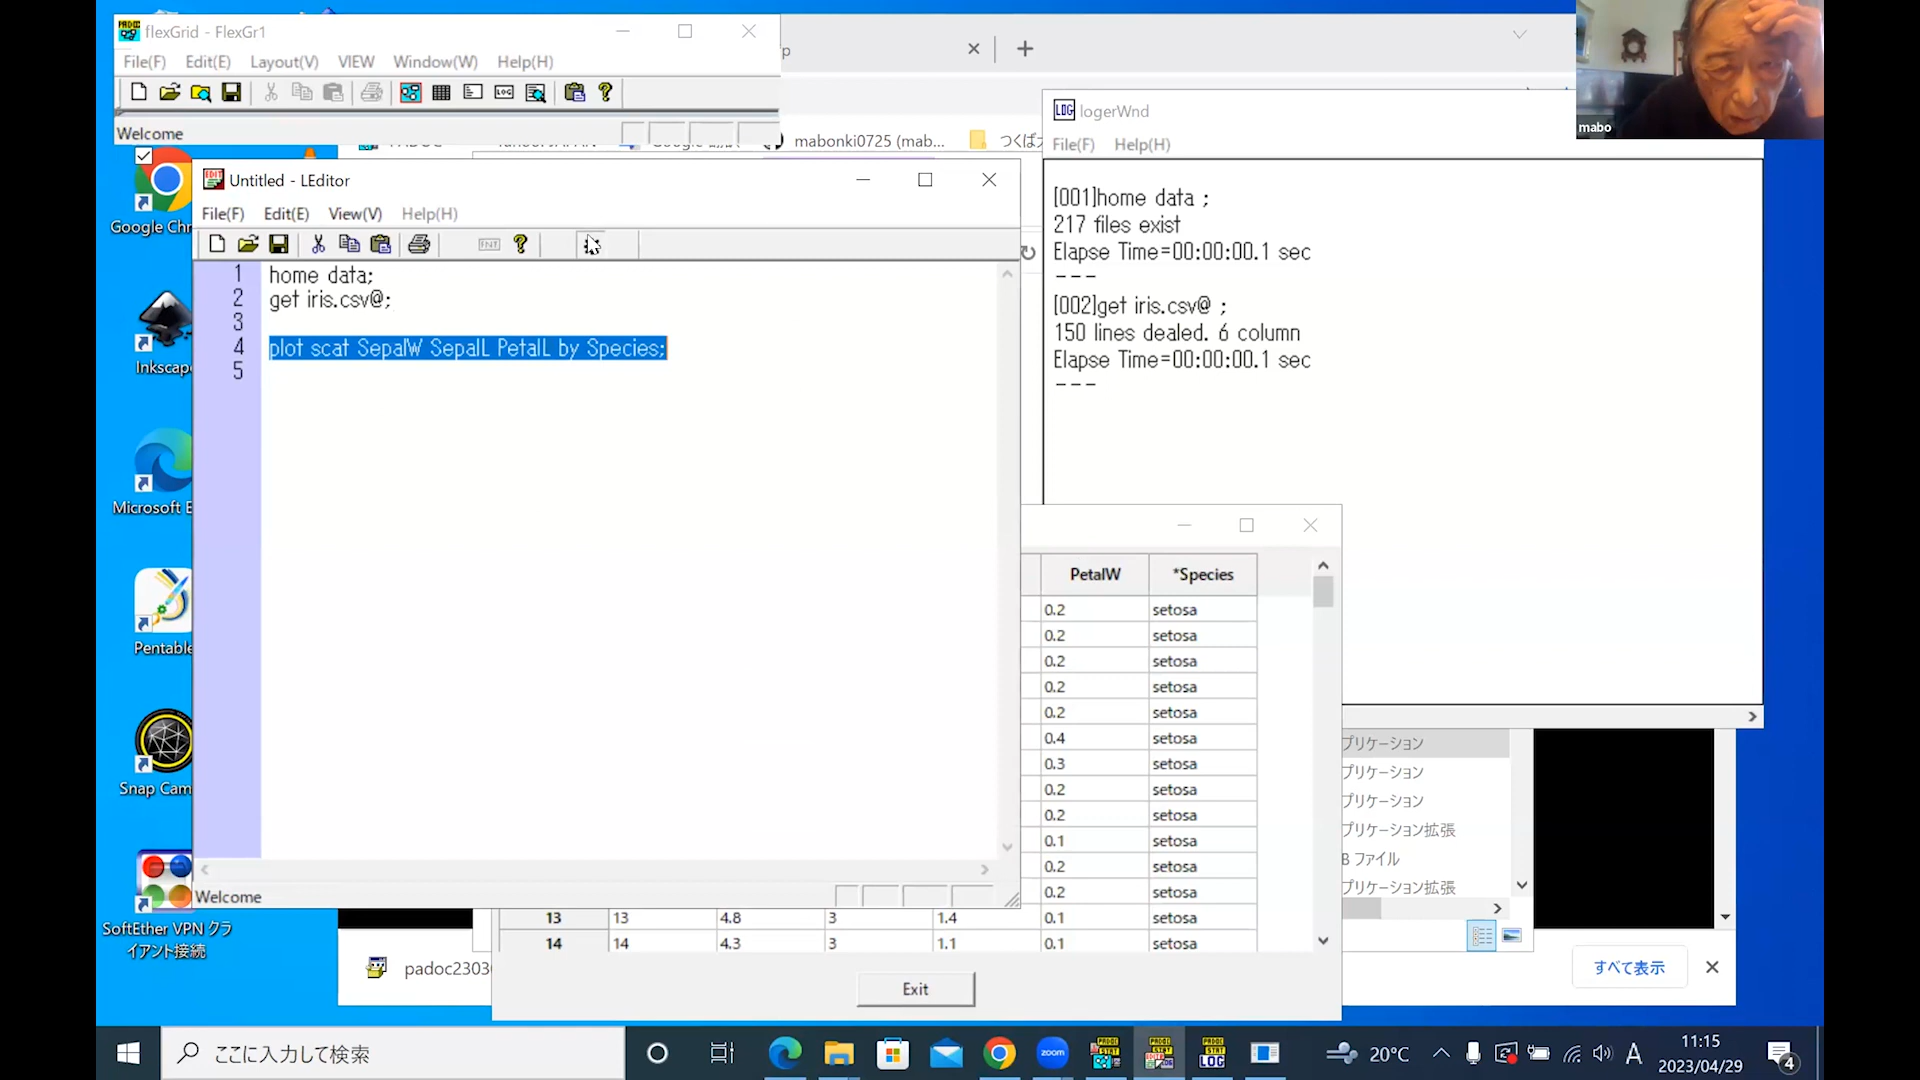 flexGrid - FlexGr1
File(F) Edit(E) Layout(V) VIEW Window(W) Help(H)
Welcome
mabonki0725 (mab...
mabo
LOG logerWnd
File(F) Help(H)
[001]home data ;
217 files exist
Elapse Time=00:00:00.1 sec
---
[002]get iris.csv@ ;
150 lines dealed. 6 column
Elapse Time=00:00:00.1 sec
---
Untitled - LEditor
File(F) Edit(E) View(V) Help(H)
1 home data;
2 get iris.csv@;
3
4 plot scat SepalW SepalL PetalL by Species;
5
Welcome
Google Chr
Inkscape
Microsoft E
Pentable
Snap Cam
SoftEther VPN クラ
イアント接続
PetalW *Species
0.2 setosa
0.2 setosa
0.2 setosa
0.2 setosa
0.2 setosa
0.4 setosa
0.3 setosa
0.2 setosa
0.2 setosa
0.1 setosa
0.2 setosa
0.2 setosa
13 13 4.8 3 1.4 0.1 setosa
14 14 4.3 3 1.1 0.1 setosa
Exit
プリケーション
プリケーション
プリケーション
プリケーション拡張
B ファイル
プリケーション拡張
padoc2303
すべて表示
ここに入力して検索
zoom
20°C
A
11:15
2023/04/29
4